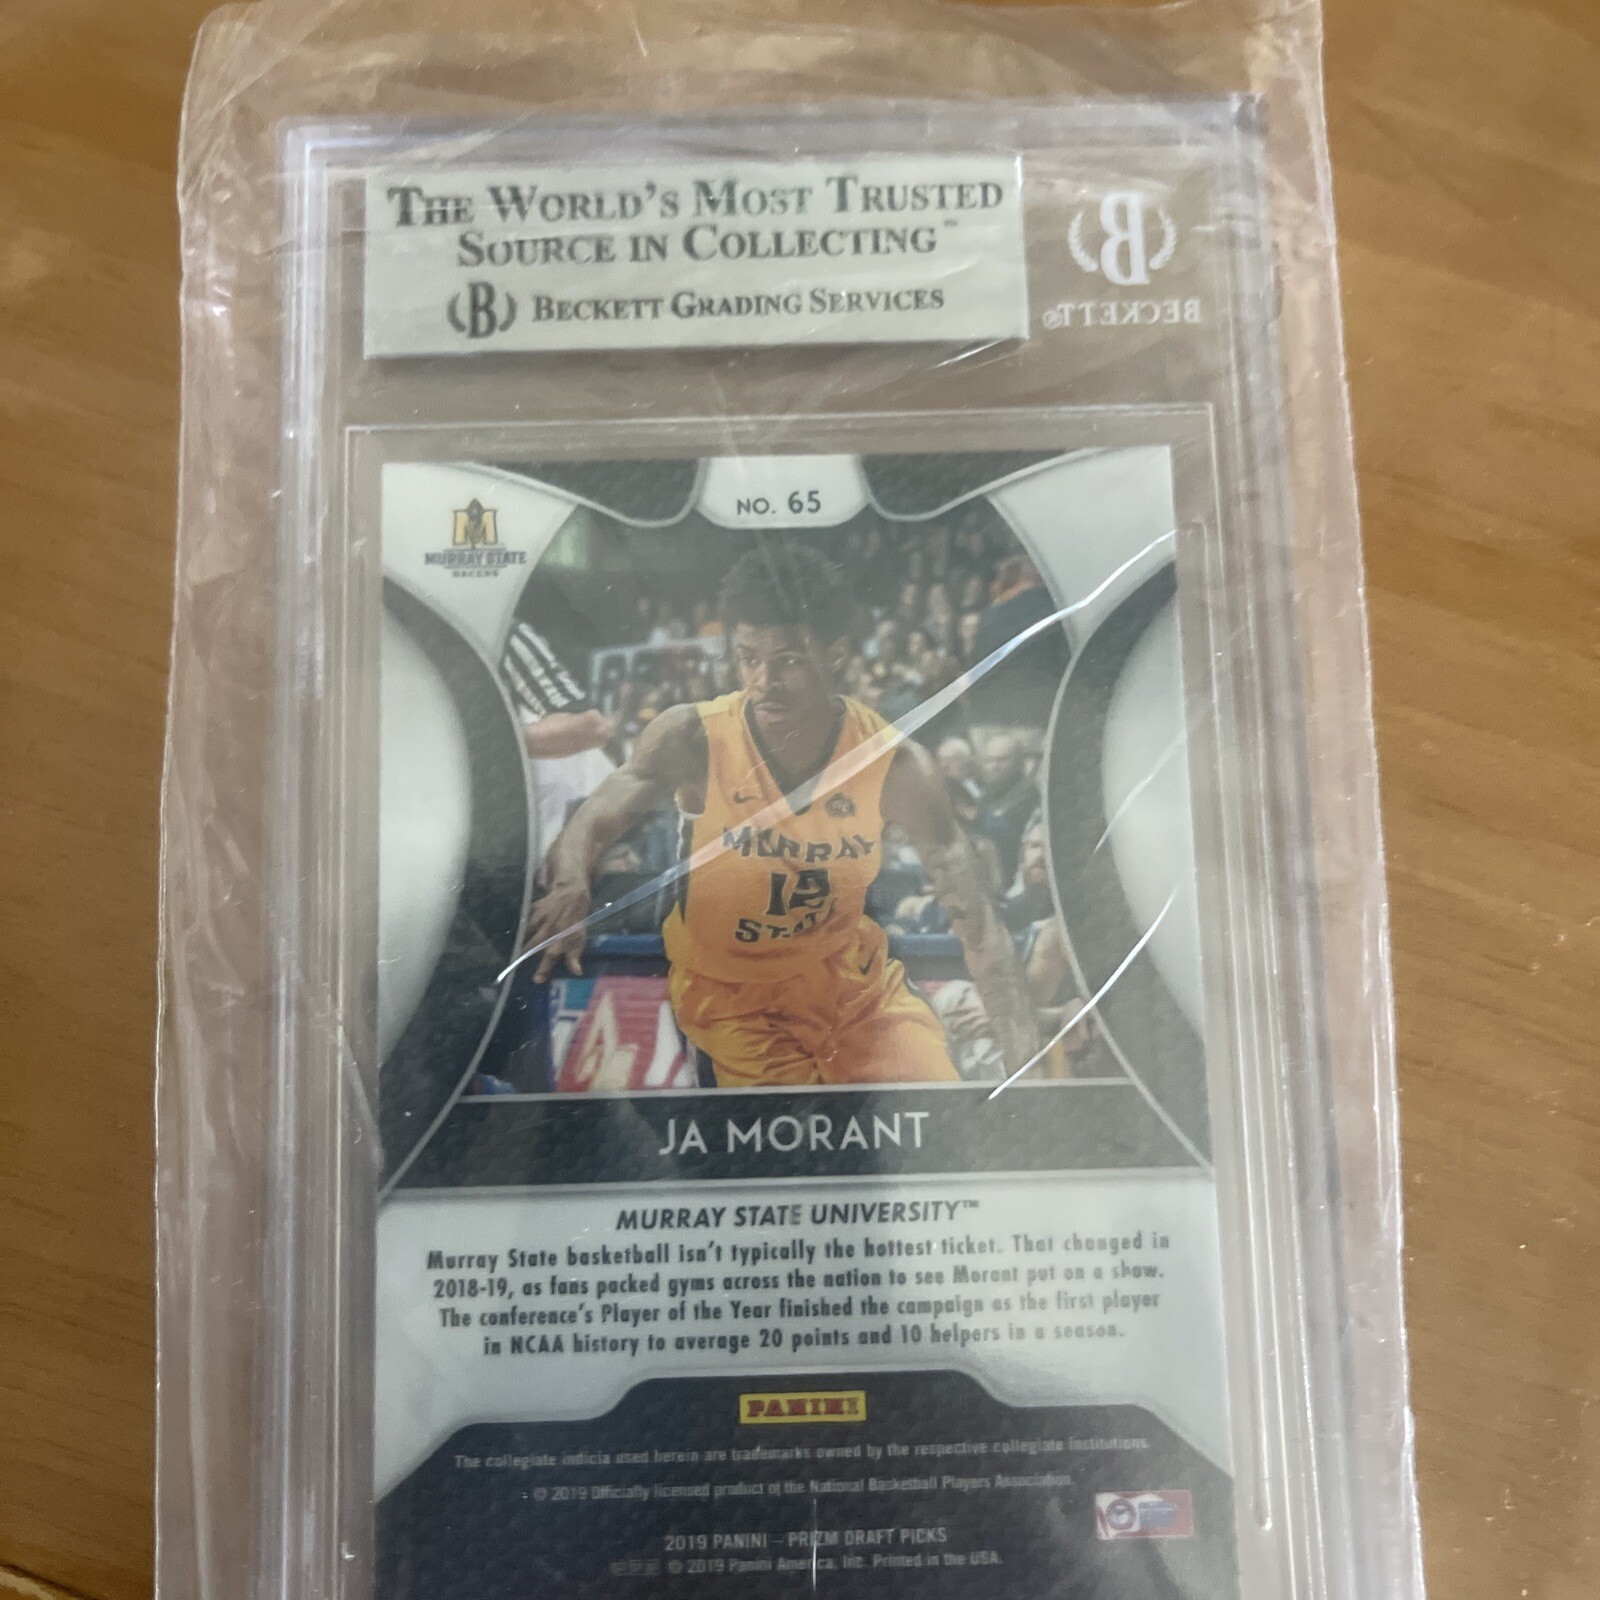 THE WORLD'S MOST TRUSTED
SOURCE IN COLLECTING™
(B) BECKETT GRADING SERVICES
B
BECKETT®
NO. 65
M
MURRAY STATE
RACERS
MURRAY
12
STATE
JA MORANT
MURRAY STATE UNIVERSITY™
Murray State basketball isn't typically the hottest ticket. That changed in
2018-19, as fans packed gyms across the nation to see Morant put on a show.
The conference's Player of the Year finished the campaign as the first player
in NCAA history to average 20 points and 10 helpers in a season.
PANINI
The collegiate indicia used herein are trademarks owned by the respective collegiate institutions.
© 2019 Officially licensed product of the National Basketball Players Association.
2019 PANINI – PRIZM DRAFT PICKS
© 2019 Panini America, Inc. Printed in the USA.